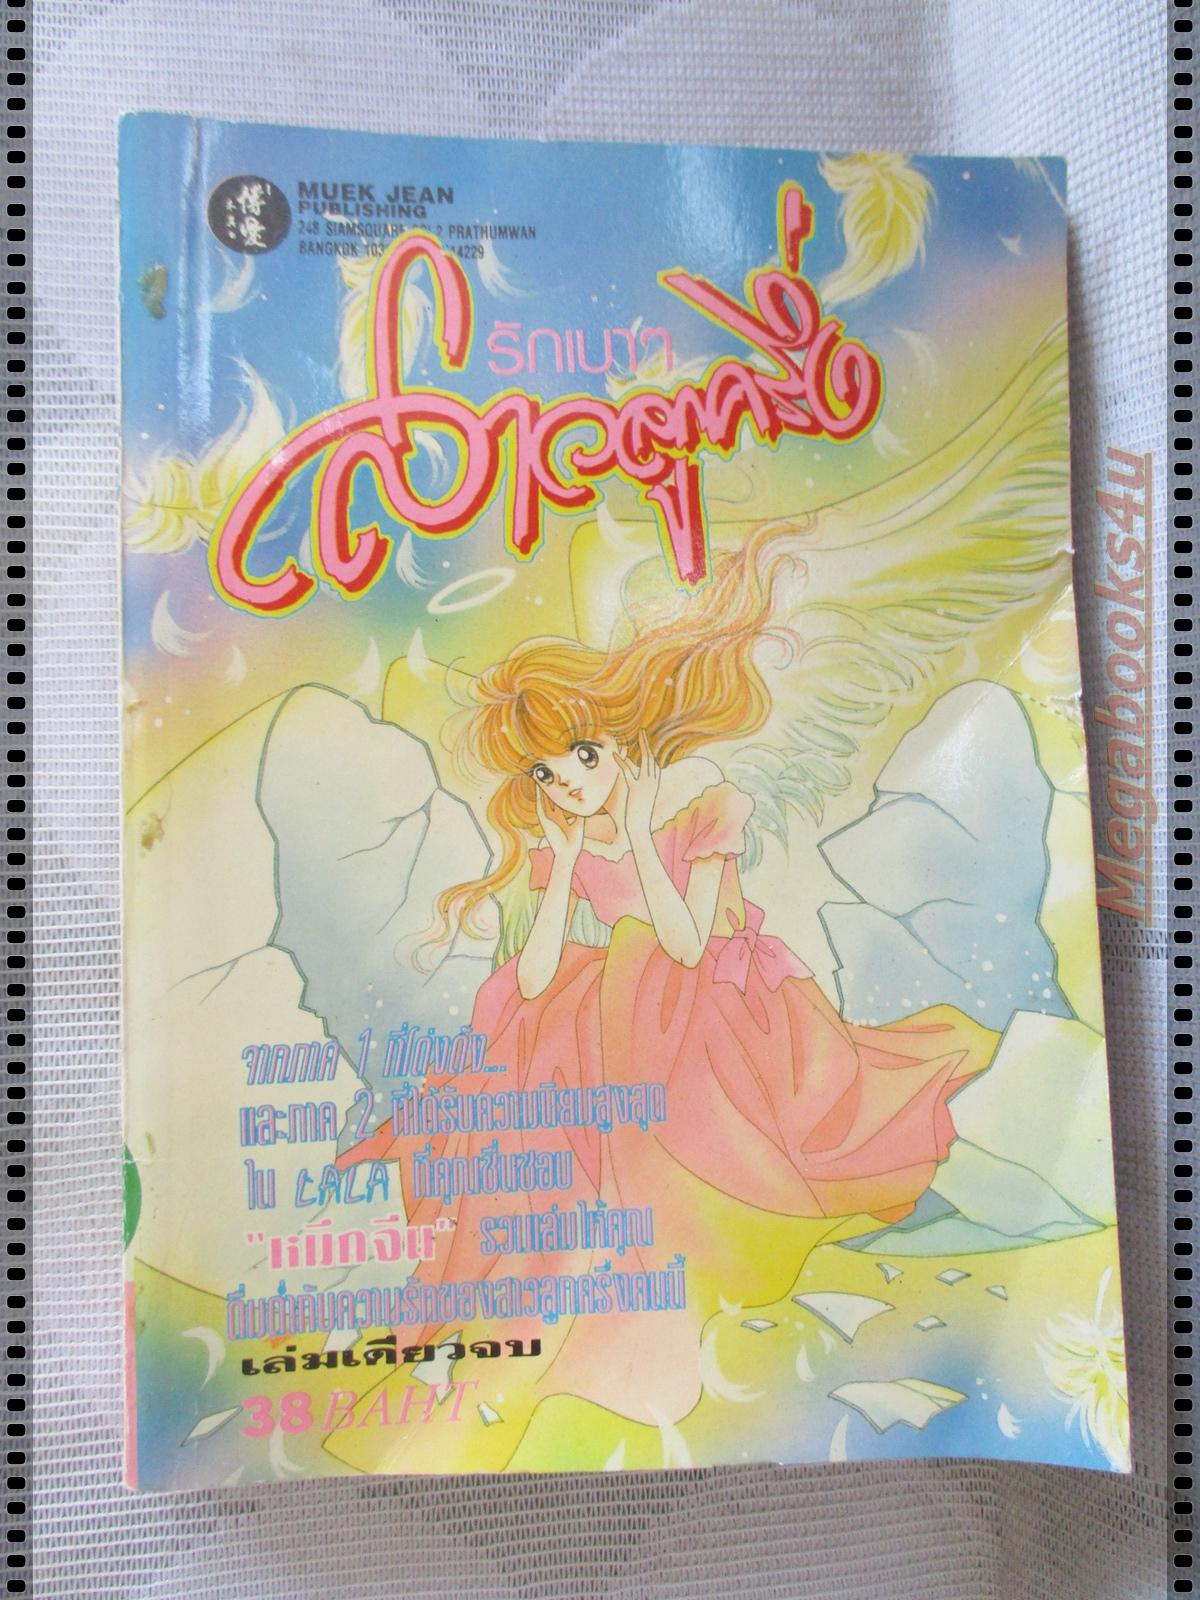 MUEK JEAN
PUBLISHING
248 SIAMSQUARE 2 PRATHUMWAN
BANGKOK 103 14229
รักเบาๆ
สาวลูกครึ่ง
Megabooks4u
จากภาค 1 ที่โด่งดัง...
และภาค 2 ที่ได้รับความนิยมสูงสุด
ใน LALA ที่คุณชื่นชอบ
"หมึกจีน" รวมเล่มให้คุณ
ดื่มด่ำกับความรักของสาวลูกครึ่งคนนี้
เล่มเดียวจบ
38 BAHT